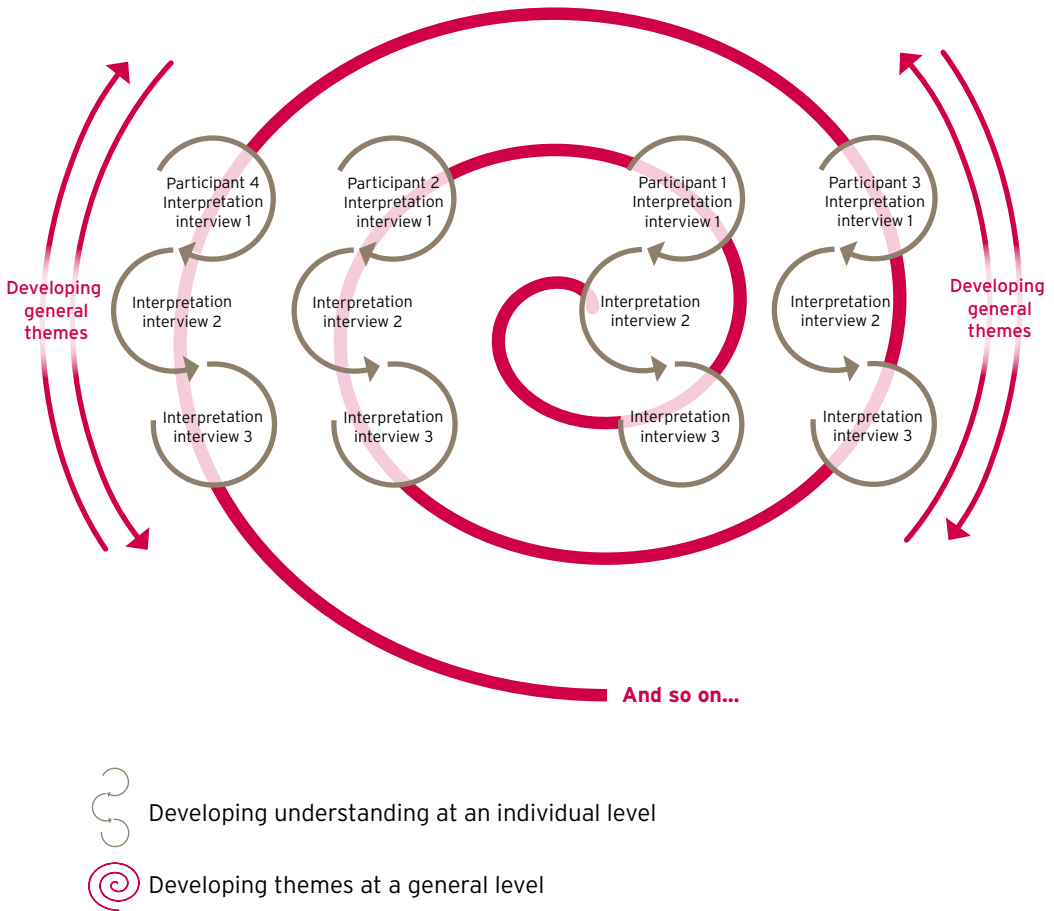 Participant 4
Interpretation
interview 1
Participant 2
Interpretation
interview 1
Participant 1
Interpretation
interview 1
Participant 3
Interpretation
interview 1
Developing
general
themes
Interpretation
interview 2
Interpretation
interview 2
Interpretation
interview 2
Interpretation
interview 2
Developing
general
themes
Interpretation
interview 3
Interpretation
interview 3
Interpretation
interview 3
Interpretation
interview 3
And so on...
Developing understanding at an individual level
Developing themes at a general level